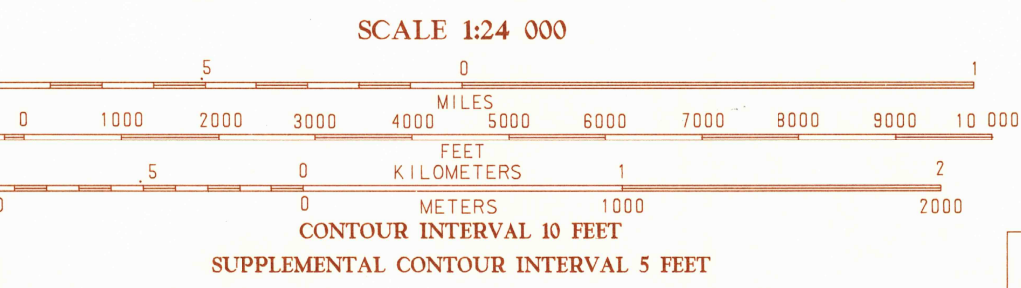 SCALE 1:24 000
.5 0 1
MILES
0 1000 2000 3000 4000 5000 6000 7000 8000 9000 10 000
FEET
.5 0 KILOMETERS 1 2
0 0 METERS 1000 2000
CONTOUR INTERVAL 10 FEET
SUPPLEMENTAL CONTOUR INTERVAL 5 FEET